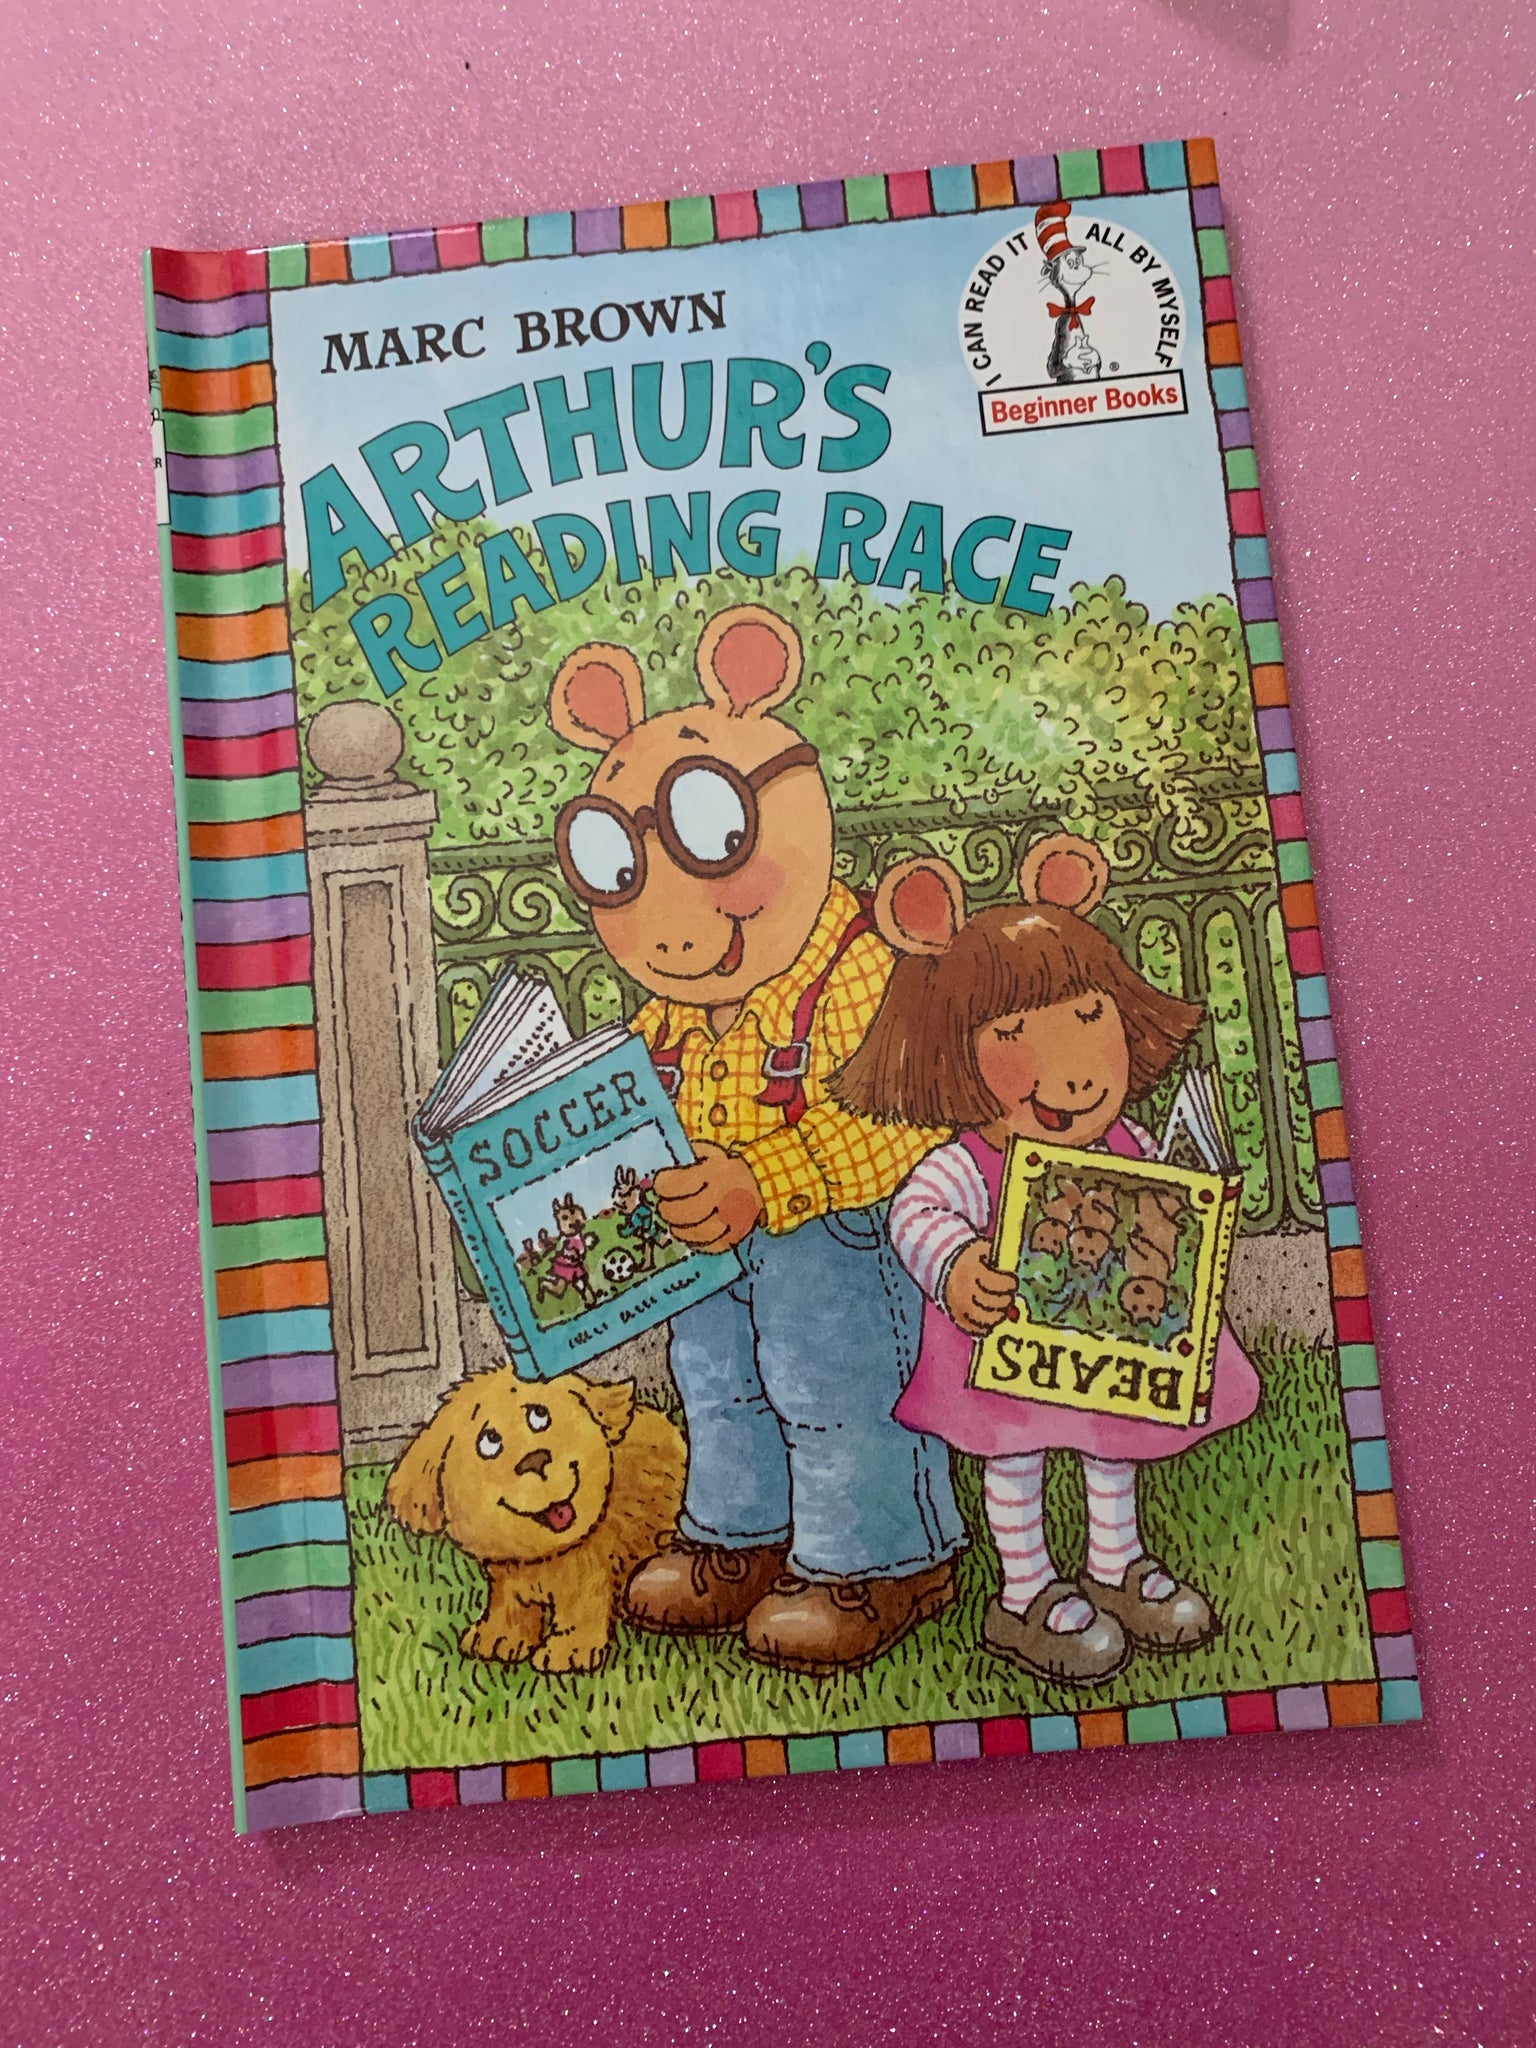 MARC BROWN
ARTHUR'S
READING RACE
I CAN READ IT ALL BY MYSELF
®
Beginner Books
SOCCER
BEARS